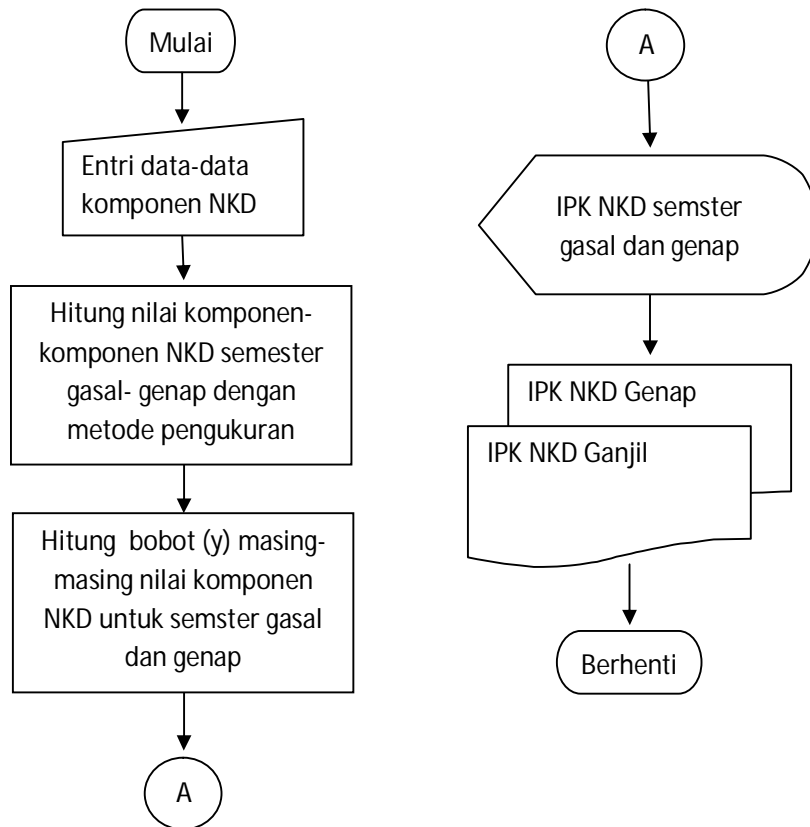 Mulai
Entri data-data
komponen NKD
Hitung nilai komponen-
komponen NKD semester
gasal- genap dengan
metode pengukuran
Hitung bobot (y) masing-
masing nilai komponen
NKD untuk semster gasal
dan genap
A
A
IPK NKD semster
gasal dan genap
IPK NKD Genap
IPK NKD Ganjil
Berhenti